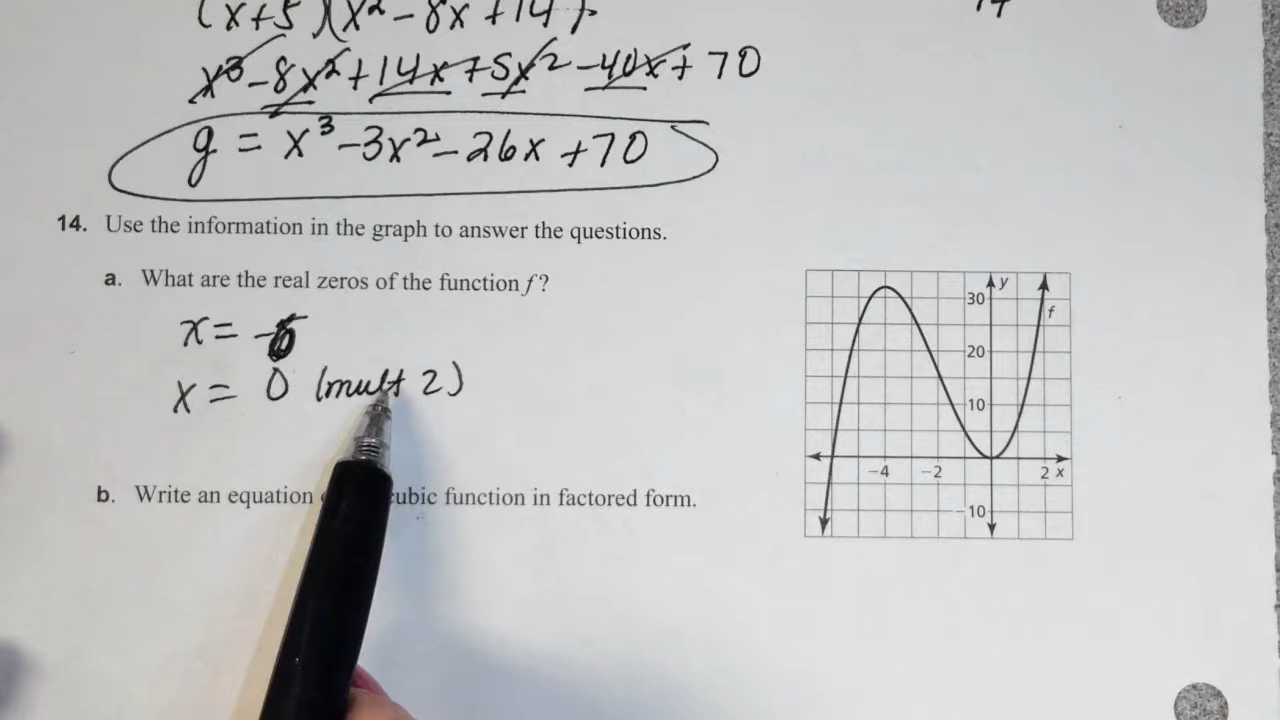 (x+5)(x² - 8x + 14)
x³ - 8x² + 14x + 5x² - 40x + 70
g = x³ - 3x² - 26x + 70
14. Use the information in the graph to answer the questions.
a. What are the real zeros of the function f?
x = -6
x = 0 (mult 2)
b. Write an equation cubic function in factored form.
y
30
f
20
10
-4 -2 2 x
-10